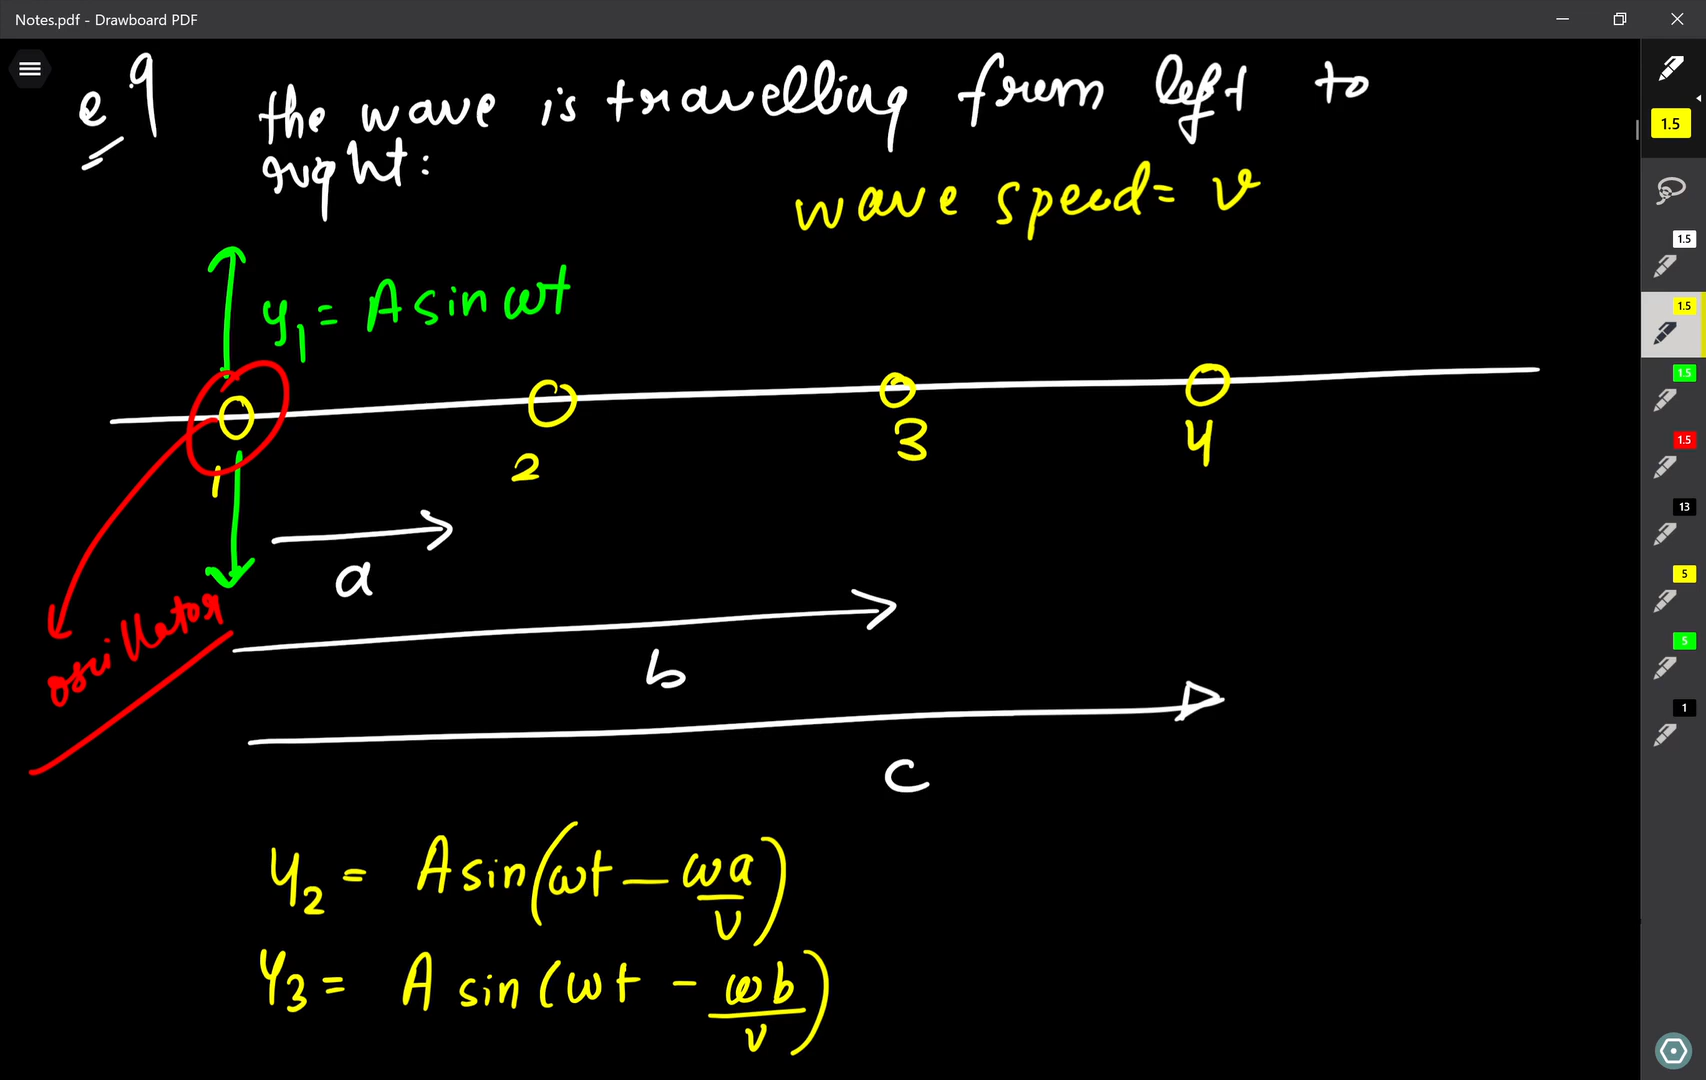 Notes.pdf - Drawboard PDF
eg the wave is travelling from left to
right:
wave speed = v
y₁ = A sin ωt
1 2 3 4
a
oscillator
b
c
y₂ = A sin(ωt - ωa/v)
y₃ = A sin(ωt - ωb/v)
1.5
1.5
1.5
1.5
1.5
13
5
5
1